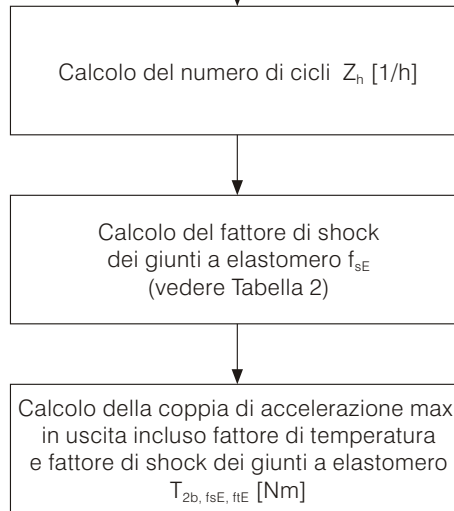 Calcolo del numero di cicli Zh [1/h]
Calcolo del fattore di shock
dei giunti a elastomero fsE
(vedere Tabella 2)
Calcolo della coppia di accelerazione max
in uscita incluso fattore di temperatura
e fattore di shock dei giunti a elastomero
T2b, fsE, ftE [Nm]